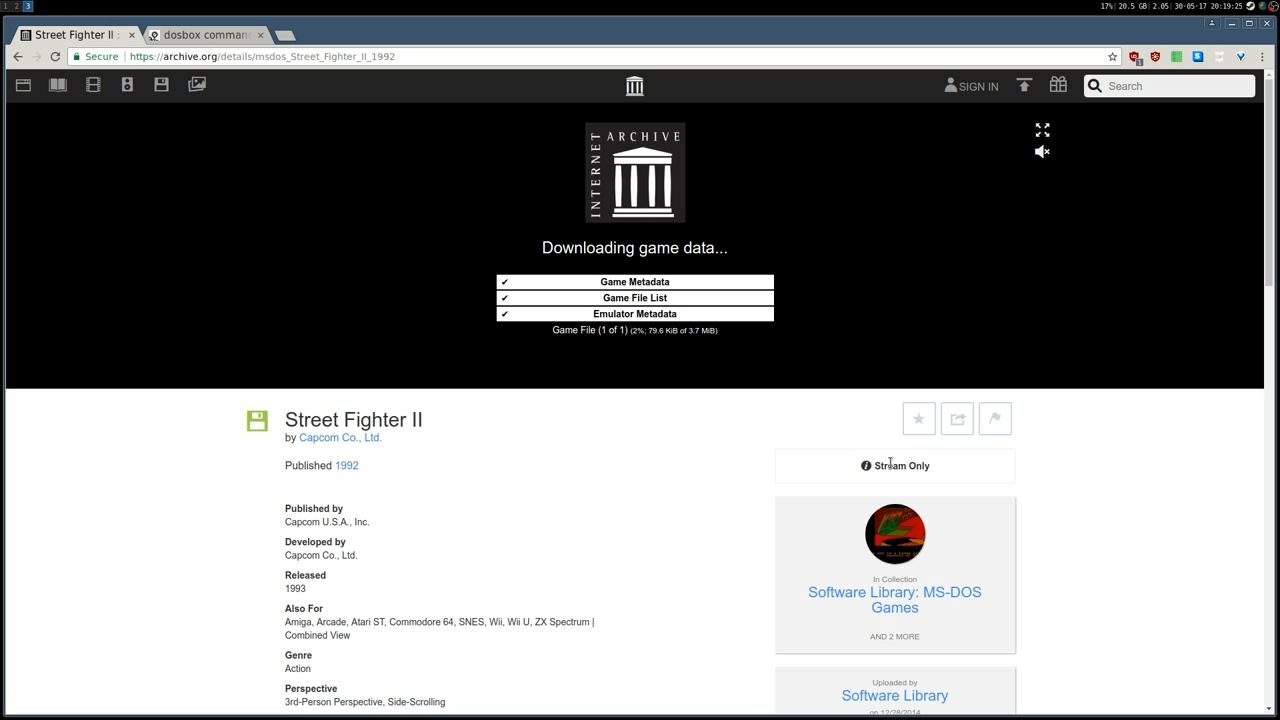 1 2 3
17%| 20.5 GB| 2.05| 30-05-17 20:19:25
Street Fighter II :
dosbox comman
Secure
https://archive.org/details/msdos_Street_Fighter_II_1992
SIGN IN
Search
INTERNET ARCHIVE
Downloading game data...
✔ Game Metadata
✔ Game File List
✔ Emulator Metadata
Game File (1 of 1) (2%; 79.6 KiB of 3.7 MiB)
Street Fighter II
by Capcom Co., Ltd.
Published 1992
Stream Only
Published by
Capcom U.S.A., Inc.
Developed by
Capcom Co., Ltd.
Released
1993
Also For
Amiga, Arcade, Atari ST, Commodore 64, SNES, Wii, Wii U, ZX Spectrum |
Combined View
Genre
Action
Perspective
3rd-Person Perspective, Side-Scrolling
In Collection
Software Library: MS-DOS
Games
AND 2 MORE
Uploaded by
Software Library
on 12/28/2014